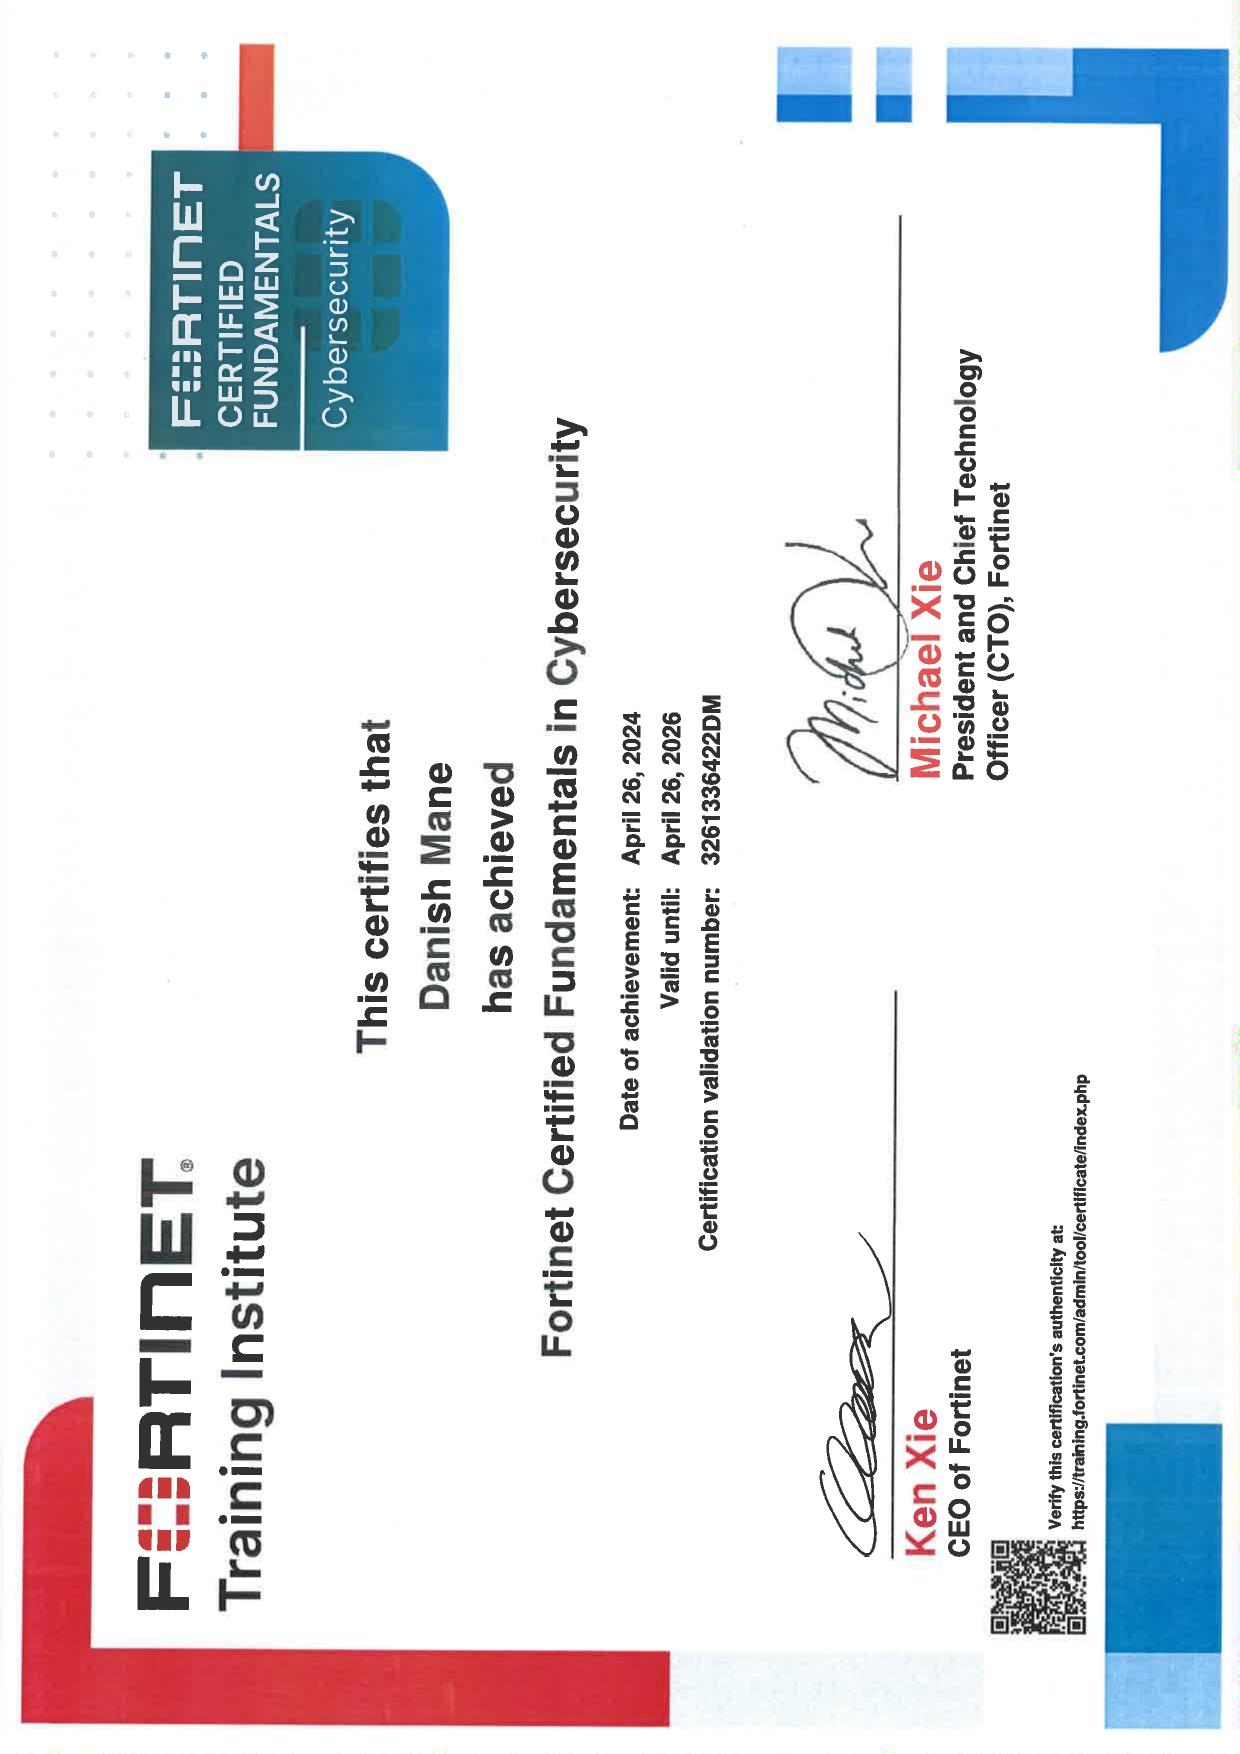 FORTINET®
Training Institute
FORTINET
CERTIFIED
FUNDAMENTALS
Cybersecurity
This certifies that
Danish Mane
has achieved
Fortinet Certified Fundamentals in Cybersecurity
Date of achievement: April 26, 2024
Valid until: April 26, 2026
Certification validation number: 3261336422DM
Ken Xie
CEO of Fortinet
Michael Xie
President and Chief Technology
Officer (CTO), Fortinet
Verify this certification's authenticity at:
https://training.fortinet.com/admin/tool/certificate/index.php